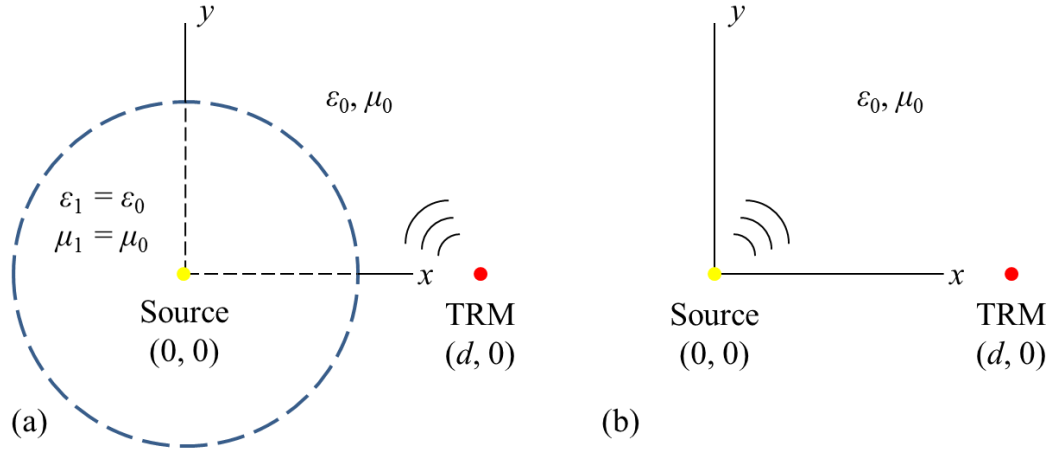 y
ε₀, μ₀
ε₁ = ε₀
μ₁ = μ₀
x
Source
(0, 0)
TRM
(d, 0)
(a)
y
ε₀, μ₀
x
Source
(0, 0)
TRM
(d, 0)
(b)